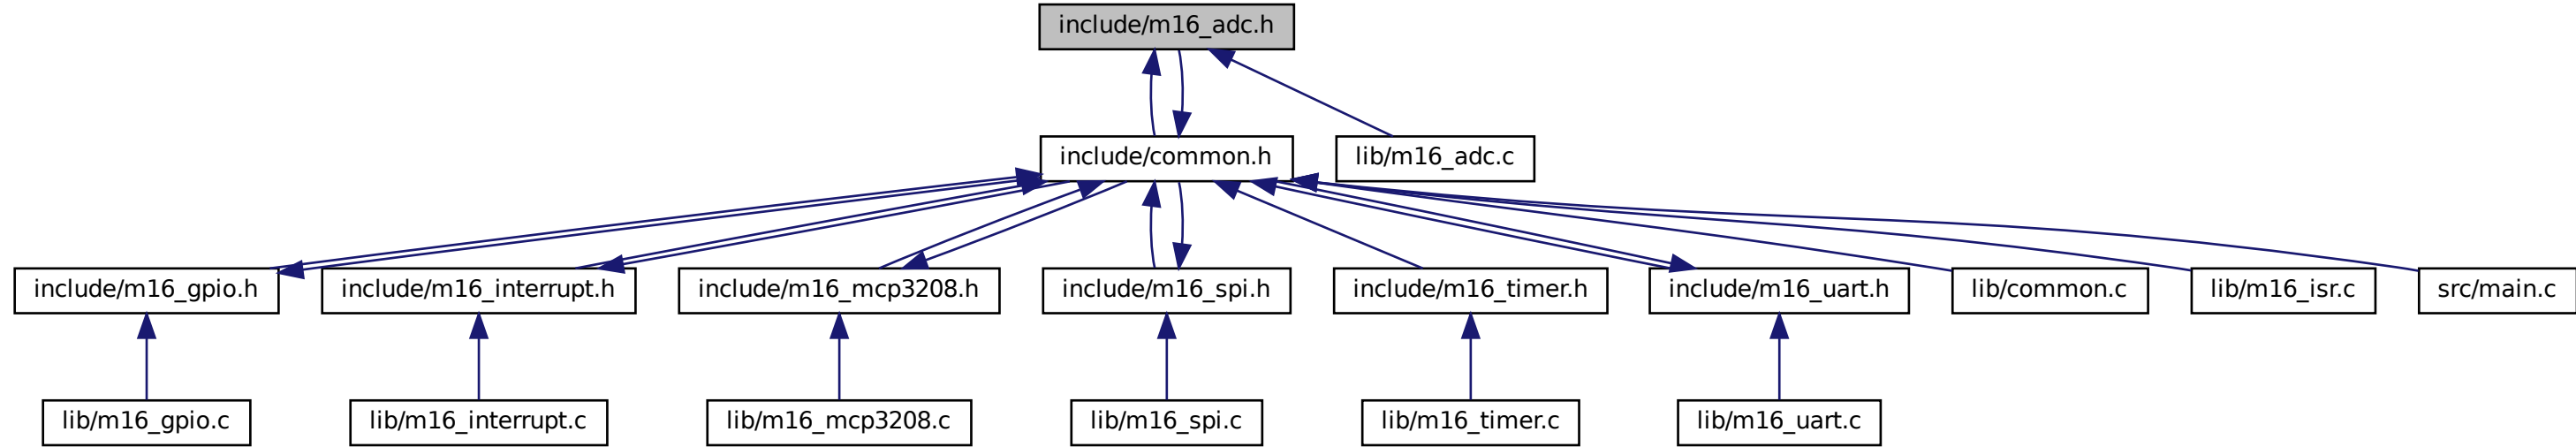 include/m16_adc.h
include/common.h
lib/m16_adc.c
include/m16_gpio.h
include/m16_interrupt.h
include/m16_mcp3208.h
include/m16_spi.h
include/m16_timer.h
include/m16_uart.h
lib/common.c
lib/m16_isr.c
src/main.c
lib/m16_gpio.c
lib/m16_interrupt.c
lib/m16_mcp3208.c
lib/m16_spi.c
lib/m16_timer.c
lib/m16_uart.c